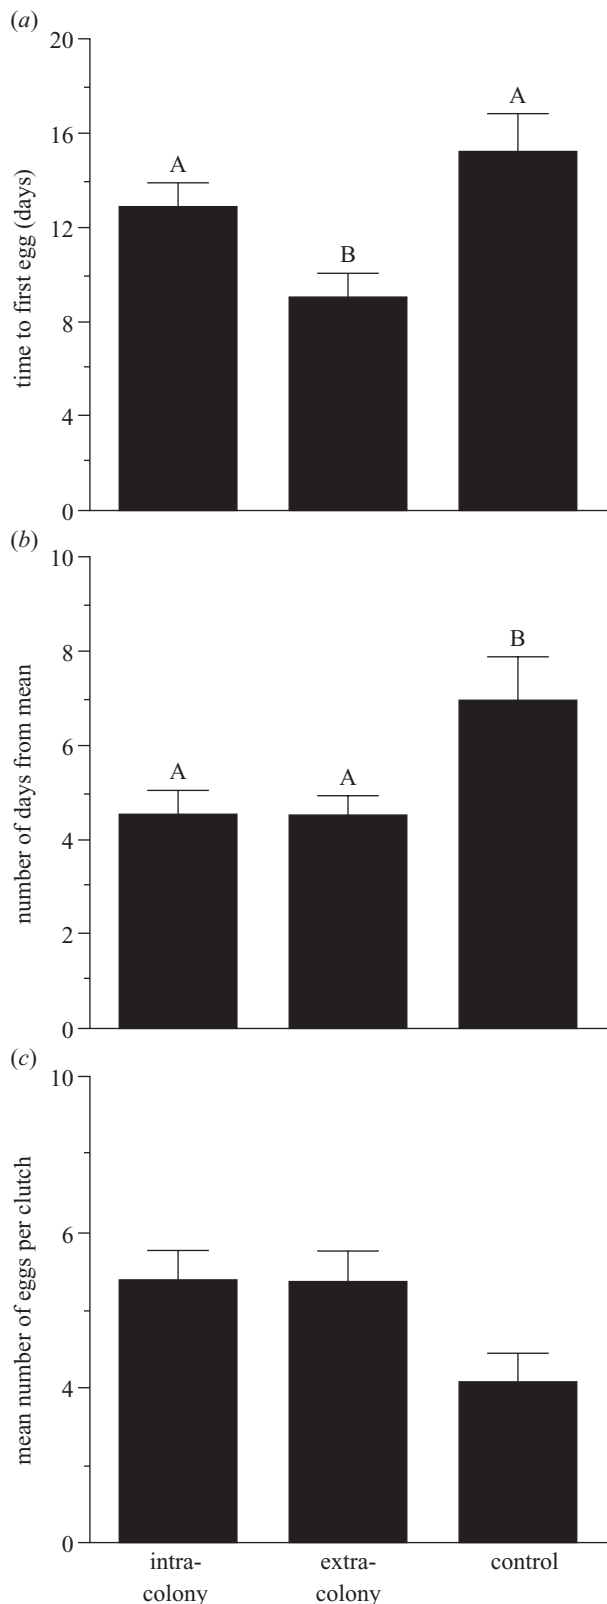 (a)
20
16
12
8
4
0
time to first egg (days)
A
B
A
(b)
10
8
6
4
2
0
number of days from mean
A
A
B
(c)
10
6
4
0
mean number of eggs per clutch
intra-
colony
extra-
colony
control